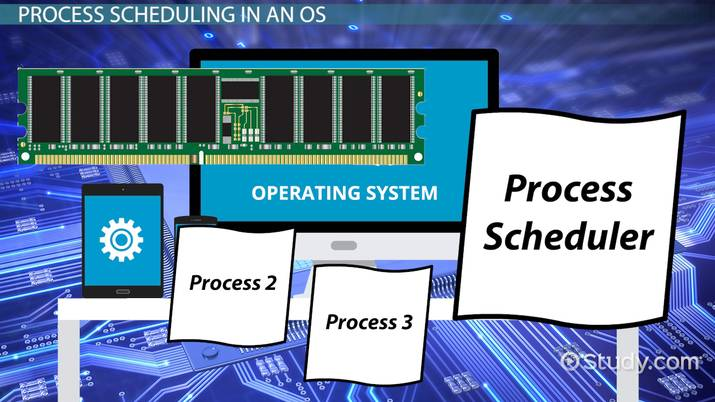 PROCESS SCHEDULING IN AN OS
OPERATING SYSTEM
Process
Scheduler
Process 2
Process 3
Study.com